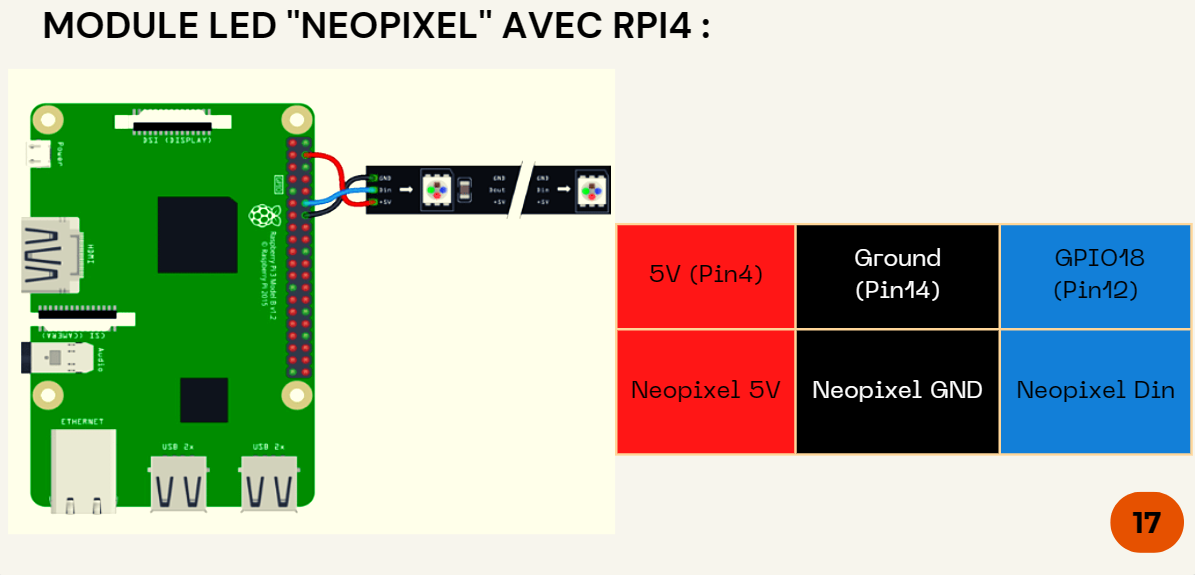 MODULE LED "NEOPIXEL" AVEC RPI4 :
DSI (DISPLAY)
Power
HDMI
CSI (CAMERA)
Audio
ETHERNET
USB 2x
USB 2x
GPIO
Raspberry Pi 3 Model B v1.2
© Raspberry Pi 2015
GND
Din
+5V
GND
Dout
+5V
GND
Din
+5V
5V (Pin4)
Ground
(Pin14)
GPIO18
(Pin12)
Neopixel 5V
Neopixel GND
Neopixel Din
17